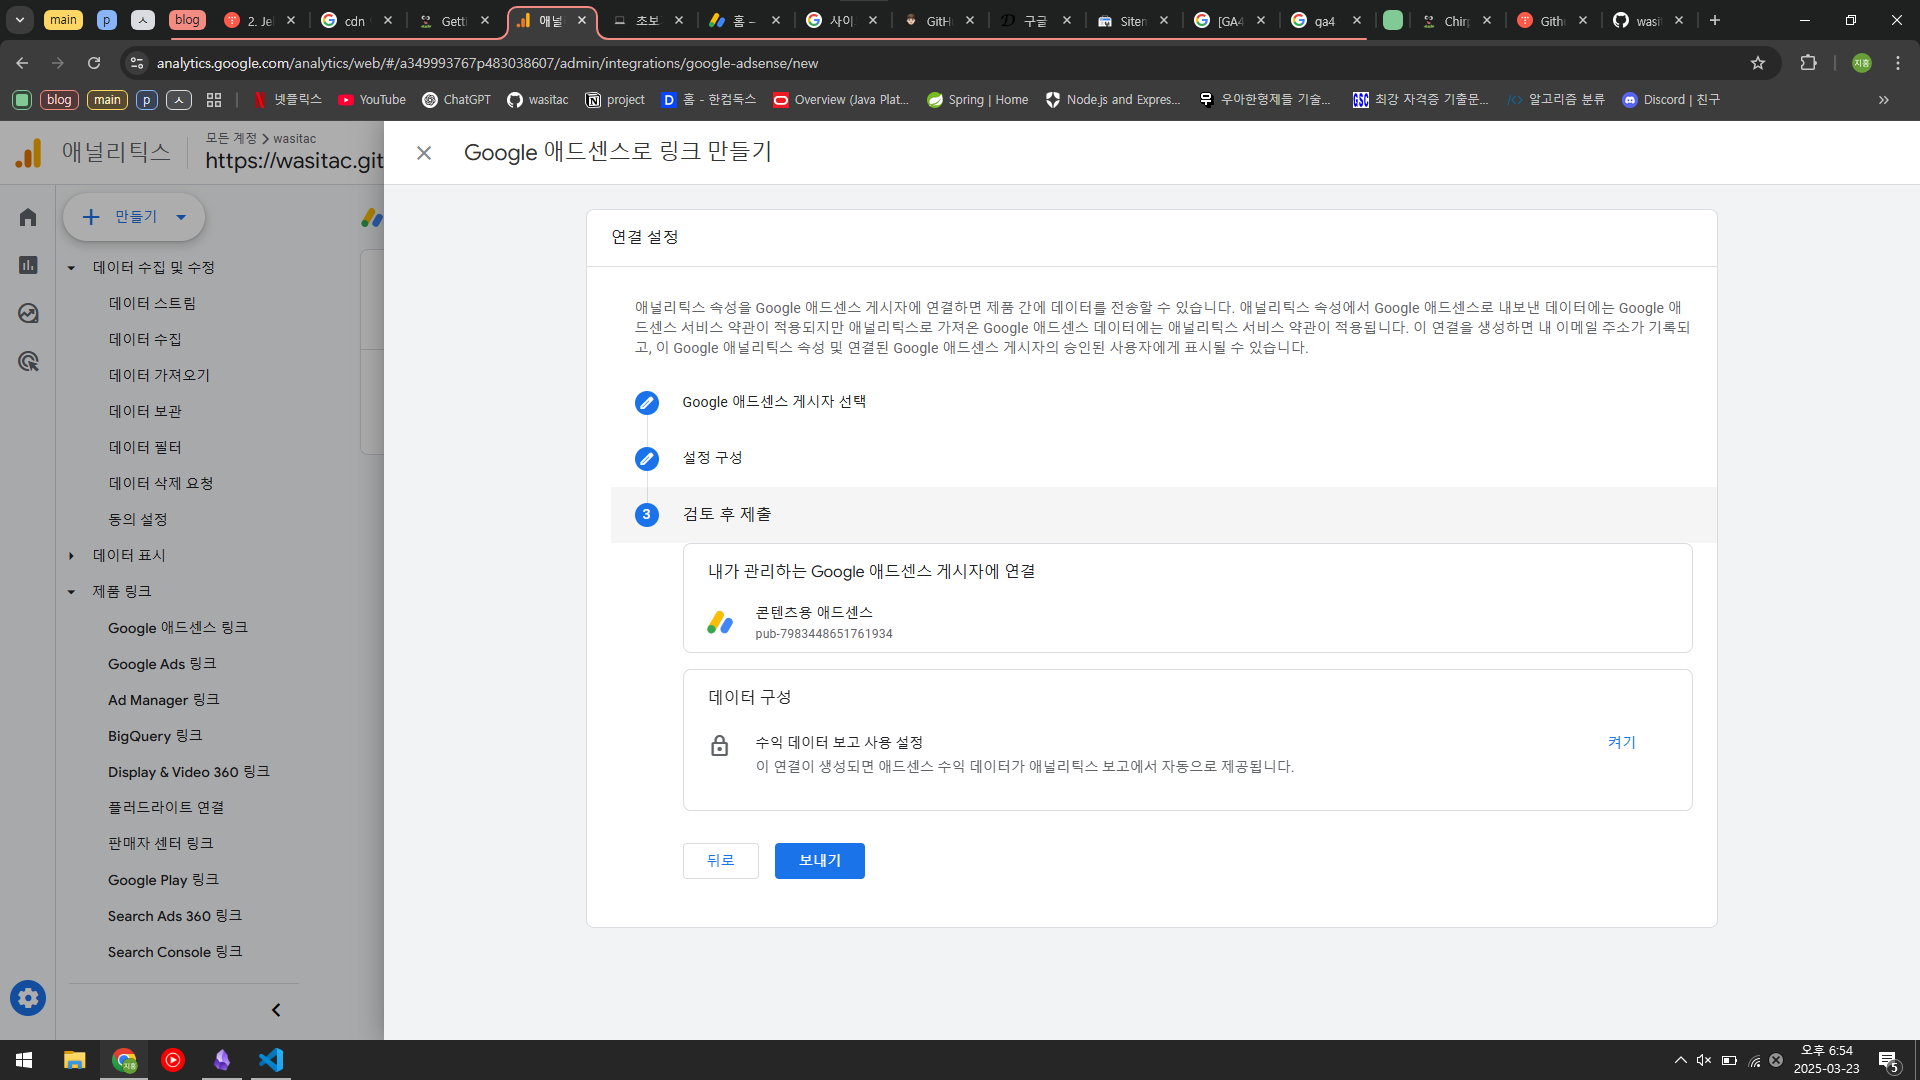 main
p
ㅅ
blog
2. Jel
cdn
Getti
애널
초보
홈 –
사이
GitHu
구글
Sitem
[GA4
ga4
Chirp
Gith
wasit
analytics.google.com/analytics/web/#/a349993767p483038607/admin/integrations/google-adsense/new
지홍
blog
main
p
ㅅ
넷플릭스
YouTube
ChatGPT
wasitac
project
홈 - 한컴독스
Overview (Java Plat...
Spring | Home
Node.js and Expres...
우아한형제들 기술...
최강 자격증 기출문...
알고리즘 분류
Discord | 친구
애널리틱스
모든 계정 > wasitac
https://wasitac.git
Google 애드센스로 링크 만들기
만들기
데이터 수집 및 수정
데이터 스트림
데이터 수집
데이터 가져오기
데이터 보관
데이터 필터
데이터 삭제 요청
동의 설정
데이터 표시
제품 링크
Google 애드센스 링크
Google Ads 링크
Ad Manager 링크
BigQuery 링크
Display & Video 360 링크
플러드라이트 연결
판매자 센터 링크
Google Play 링크
Search Ads 360 링크
Search Console 링크
연결 설정
애널리틱스 속성을 Google 애드센스 게시자에 연결하면 제품 간에 데이터를 전송할 수 있습니다. 애널리틱스 속성에서 Google 애드센스로 내보낸 데이터에는 Google 애
드센스 서비스 약관이 적용되지만 애널리틱스로 가져온 Google 애드센스 데이터에는 애널리틱스 서비스 약관이 적용됩니다. 이 연결을 생성하면 내 이메일 주소가 기록되
고, 이 Google 애널리틱스 속성 및 연결된 Google 애드센스 게시자의 승인된 사용자에게 표시될 수 있습니다.
Google 애드센스 게시자 선택
설정 구성
3 검토 후 제출
내가 관리하는 Google 애드센스 게시자에 연결
콘텐츠용 애드센스
pub-7983448651761934
데이터 구성
수익 데이터 보고 사용 설정
켜기
이 연결이 생성되면 애드센스 수익 데이터가 애널리틱스 보고에서 자동으로 제공됩니다.
뒤로
보내기
오후 6:54
2025-03-23
5